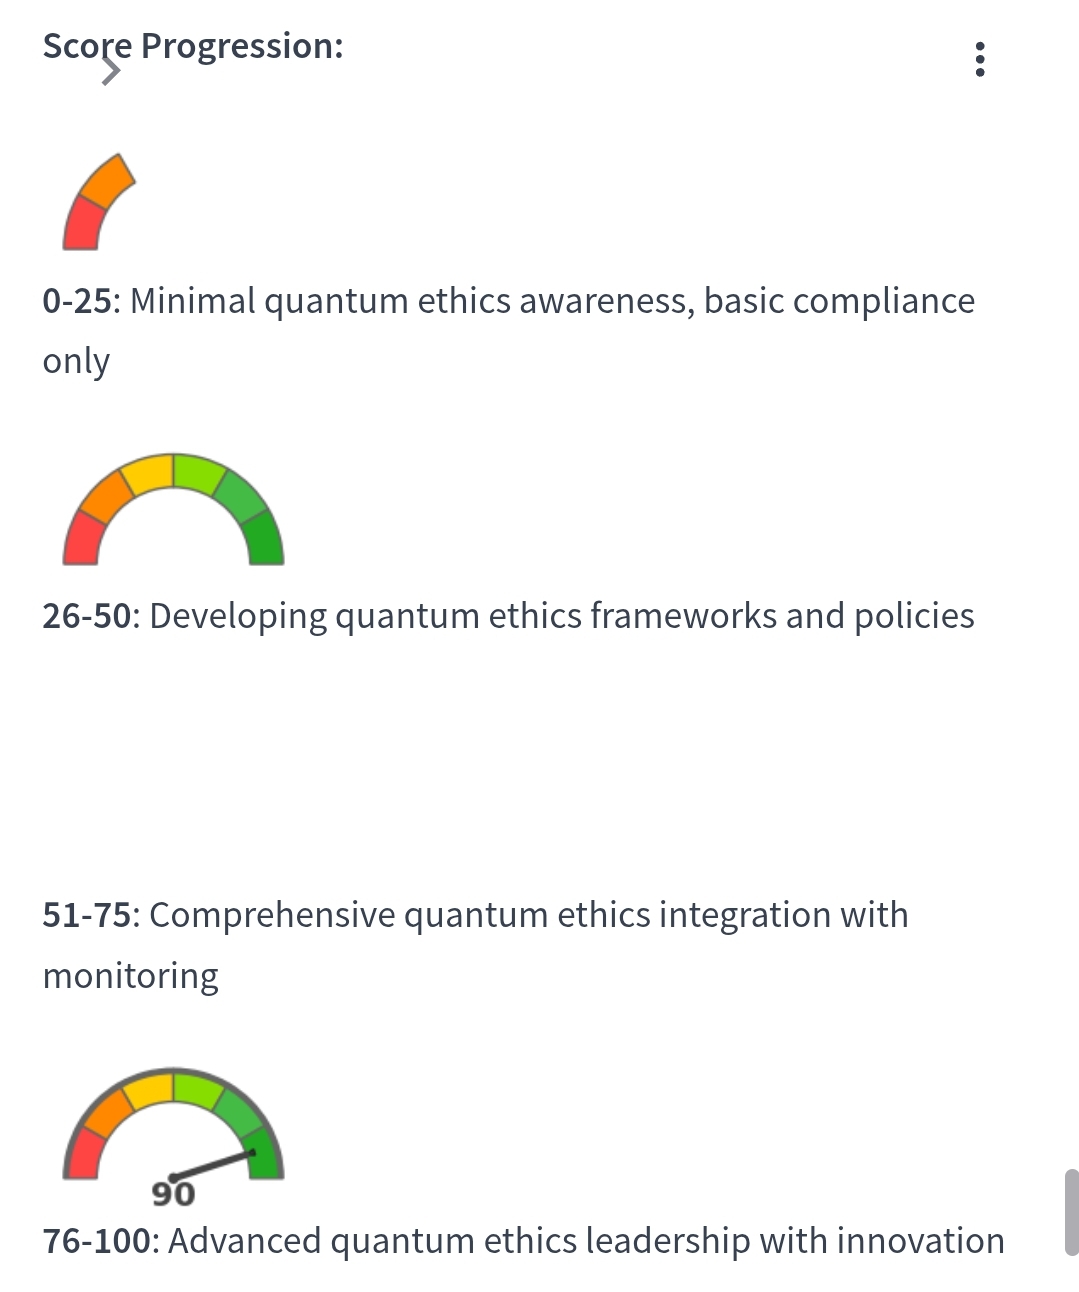 Score Progression:
0-25: Minimal quantum ethics awareness, basic compliance
only
26-50: Developing quantum ethics frameworks and policies
51-75: Comprehensive quantum ethics integration with
monitoring
90
76-100: Advanced quantum ethics leadership with innovation